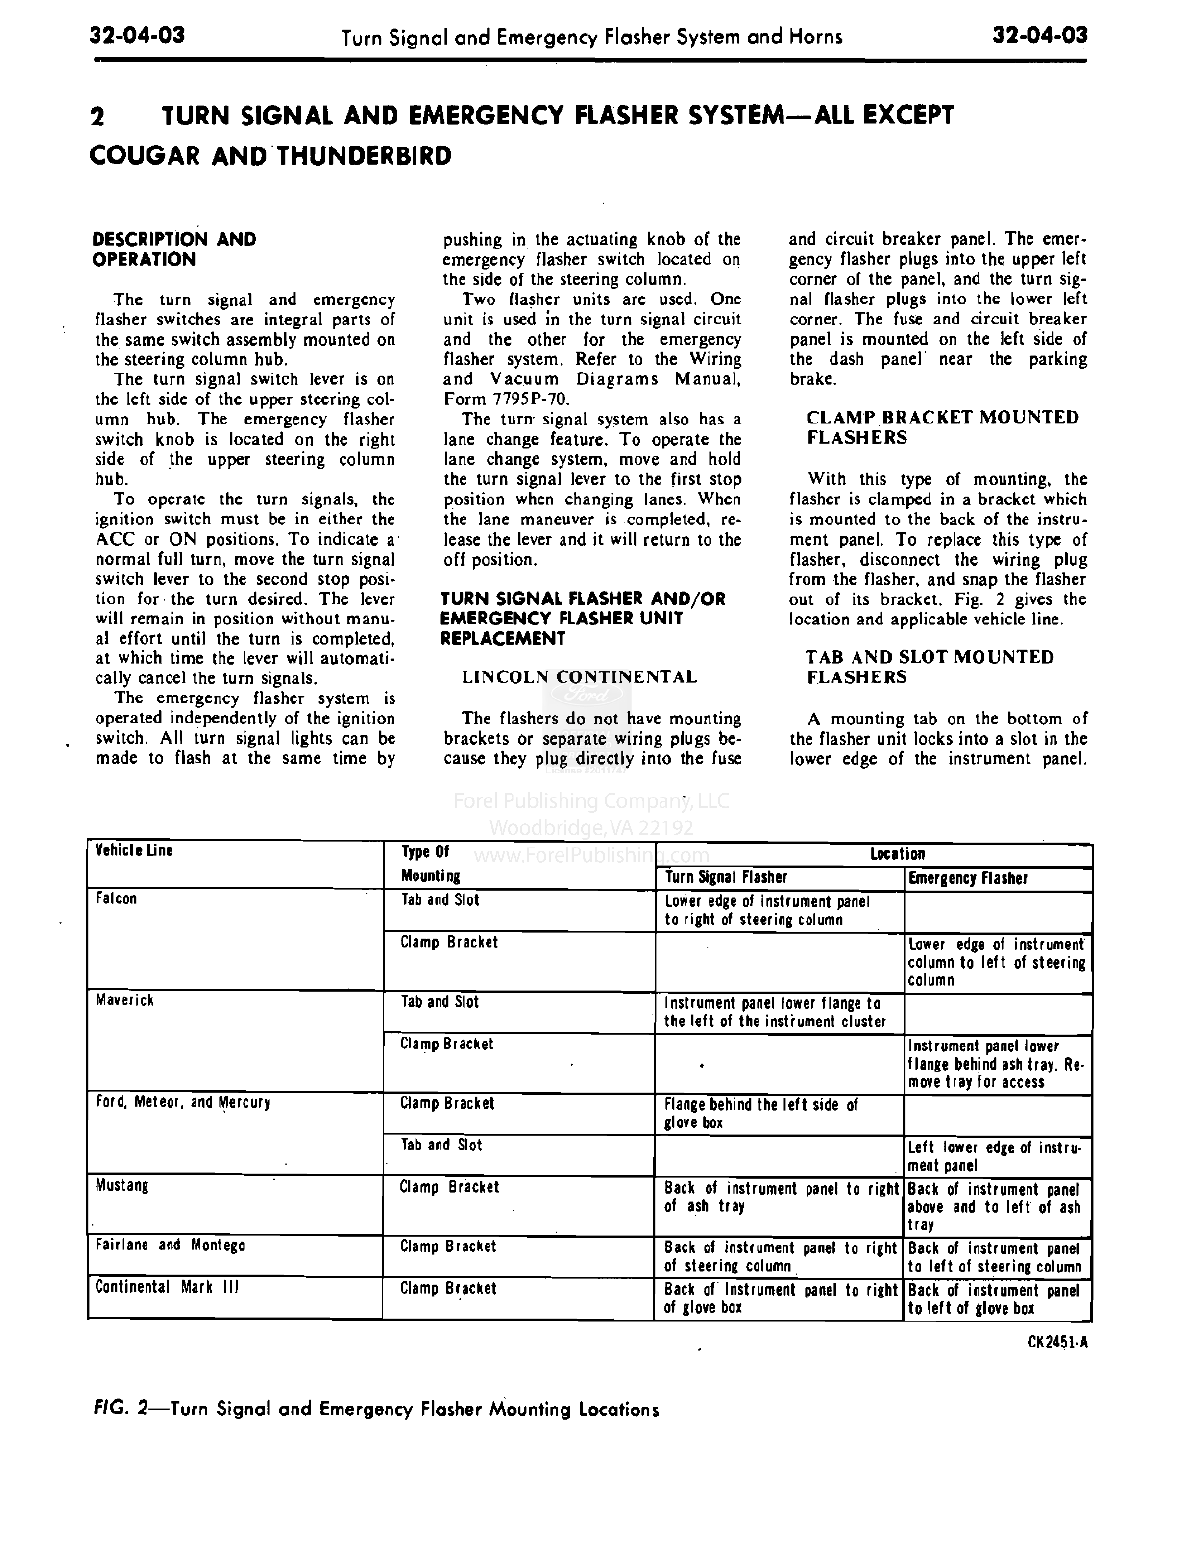 32-04-03 Turn Signal and Emergency Flasher System and Horns 32-04-03
2 TURN SIGNAL AND EMERGENCY FLASHER SYSTEM—ALL EXCEPT
COUGAR AND THUNDERBIRD
DESCRIPTION AND
OPERATION
The turn signal and emergency
flasher switches are integral parts of
the same switch assembly mounted on
the steering column hub.
The turn signal switch lever is on
the left side of the upper steering col-
umn hub. The emergency flasher
switch knob is located on the right
side of the upper steering column
hub.
To operate the turn signals, the
ignition switch must be in either the
ACC or ON positions. To indicate a
normal full turn, move the turn signal
switch lever to the second stop posi-
tion for the turn desired. The lever
will remain in position without manu-
al effort until the turn is completed,
at which time the lever will automati-
cally cancel the turn signals.
The emergency flasher system is
operated independently of the ignition
switch. All turn signal lights can be
made to flash at the same time by
pushing in the actuating knob of the
emergency flasher switch located on
the side of the steering column.
Two flasher units are used. One
unit is used in the turn signal circuit
and the other for the emergency
flasher system. Refer to the Wiring
and Vacuum Diagrams Manual,
Form 7795P-70.
The turn signal system also has a
lane change feature. To operate the
lane change system, move and hold
the turn signal lever to the first stop
position when changing lanes. When
the lane maneuver is completed, re-
lease the lever and it will return to the
off position.
TURN SIGNAL FLASHER AND/OR
EMERGENCY FLASHER UNIT
REPLACEMENT
LINCOLN CONTINENTAL
The flashers do not have mounting
brackets or separate wiring plugs be-
cause they plug directly into the fuse
and circuit breaker panel. The emer-
gency flasher plugs into the upper left
corner of the panel, and the turn sig-
nal flasher plugs into the lower left
corner. The fuse and circuit breaker
panel is mounted on the left side of
the dash panel near the parking
brake.
CLAMP BRACKET MOUNTED
FLASHERS
With this type of mounting, the
flasher is clamped in a bracket which
is mounted to the back of the instru-
ment panel. To replace this type of
flasher, disconnect the wiring plug
from the flasher, and snap the flasher
out of its bracket. Fig. 2 gives the
location and applicable vehicle line.
TAB AND SLOT MOUNTED
FLASHERS
A mounting tab on the bottom of
the flasher unit locks into a slot in the
lower edge of the instrument panel.
Ford
Forel Publishing Company, LLC
Woodbridge, VA 22192
www.ForelPublishing.com
Vehicle Line Type Of Location
Mounting Turn Signal Flasher Emergency Flasher
Falcon Tab and Slot Lower edge of instrument panel
to right of steering column
Clamp Bracket Lower edge of instrument
column to left of steering
column
Maverick Tab and Slot Instrument panel lower flange to
the left of the instrument cluster
Clamp Bracket Instrument panel lower
flange behind ash tray. Re-
move tray for access
Ford, Meteor, and Mercury Clamp Bracket Flange behind the left side of
glove box
Tab and Slot Left lower edge of instru-
ment panel
Mustang Clamp Bracket Back of instrument panel to right Back of instrument panel
of ash tray above and to left of ash
tray
Fairlane and Montego Clamp Bracket Back of instrument panel to right Back of instrument panel
of steering column to left of steering column
Continental Mark III Clamp Bracket Back of Instrument panel to right Back of instrument panel
of glove box to left of glove box
CK2451-A
FIG. 2—Turn Signal and Emergency Flasher Mounting Locations